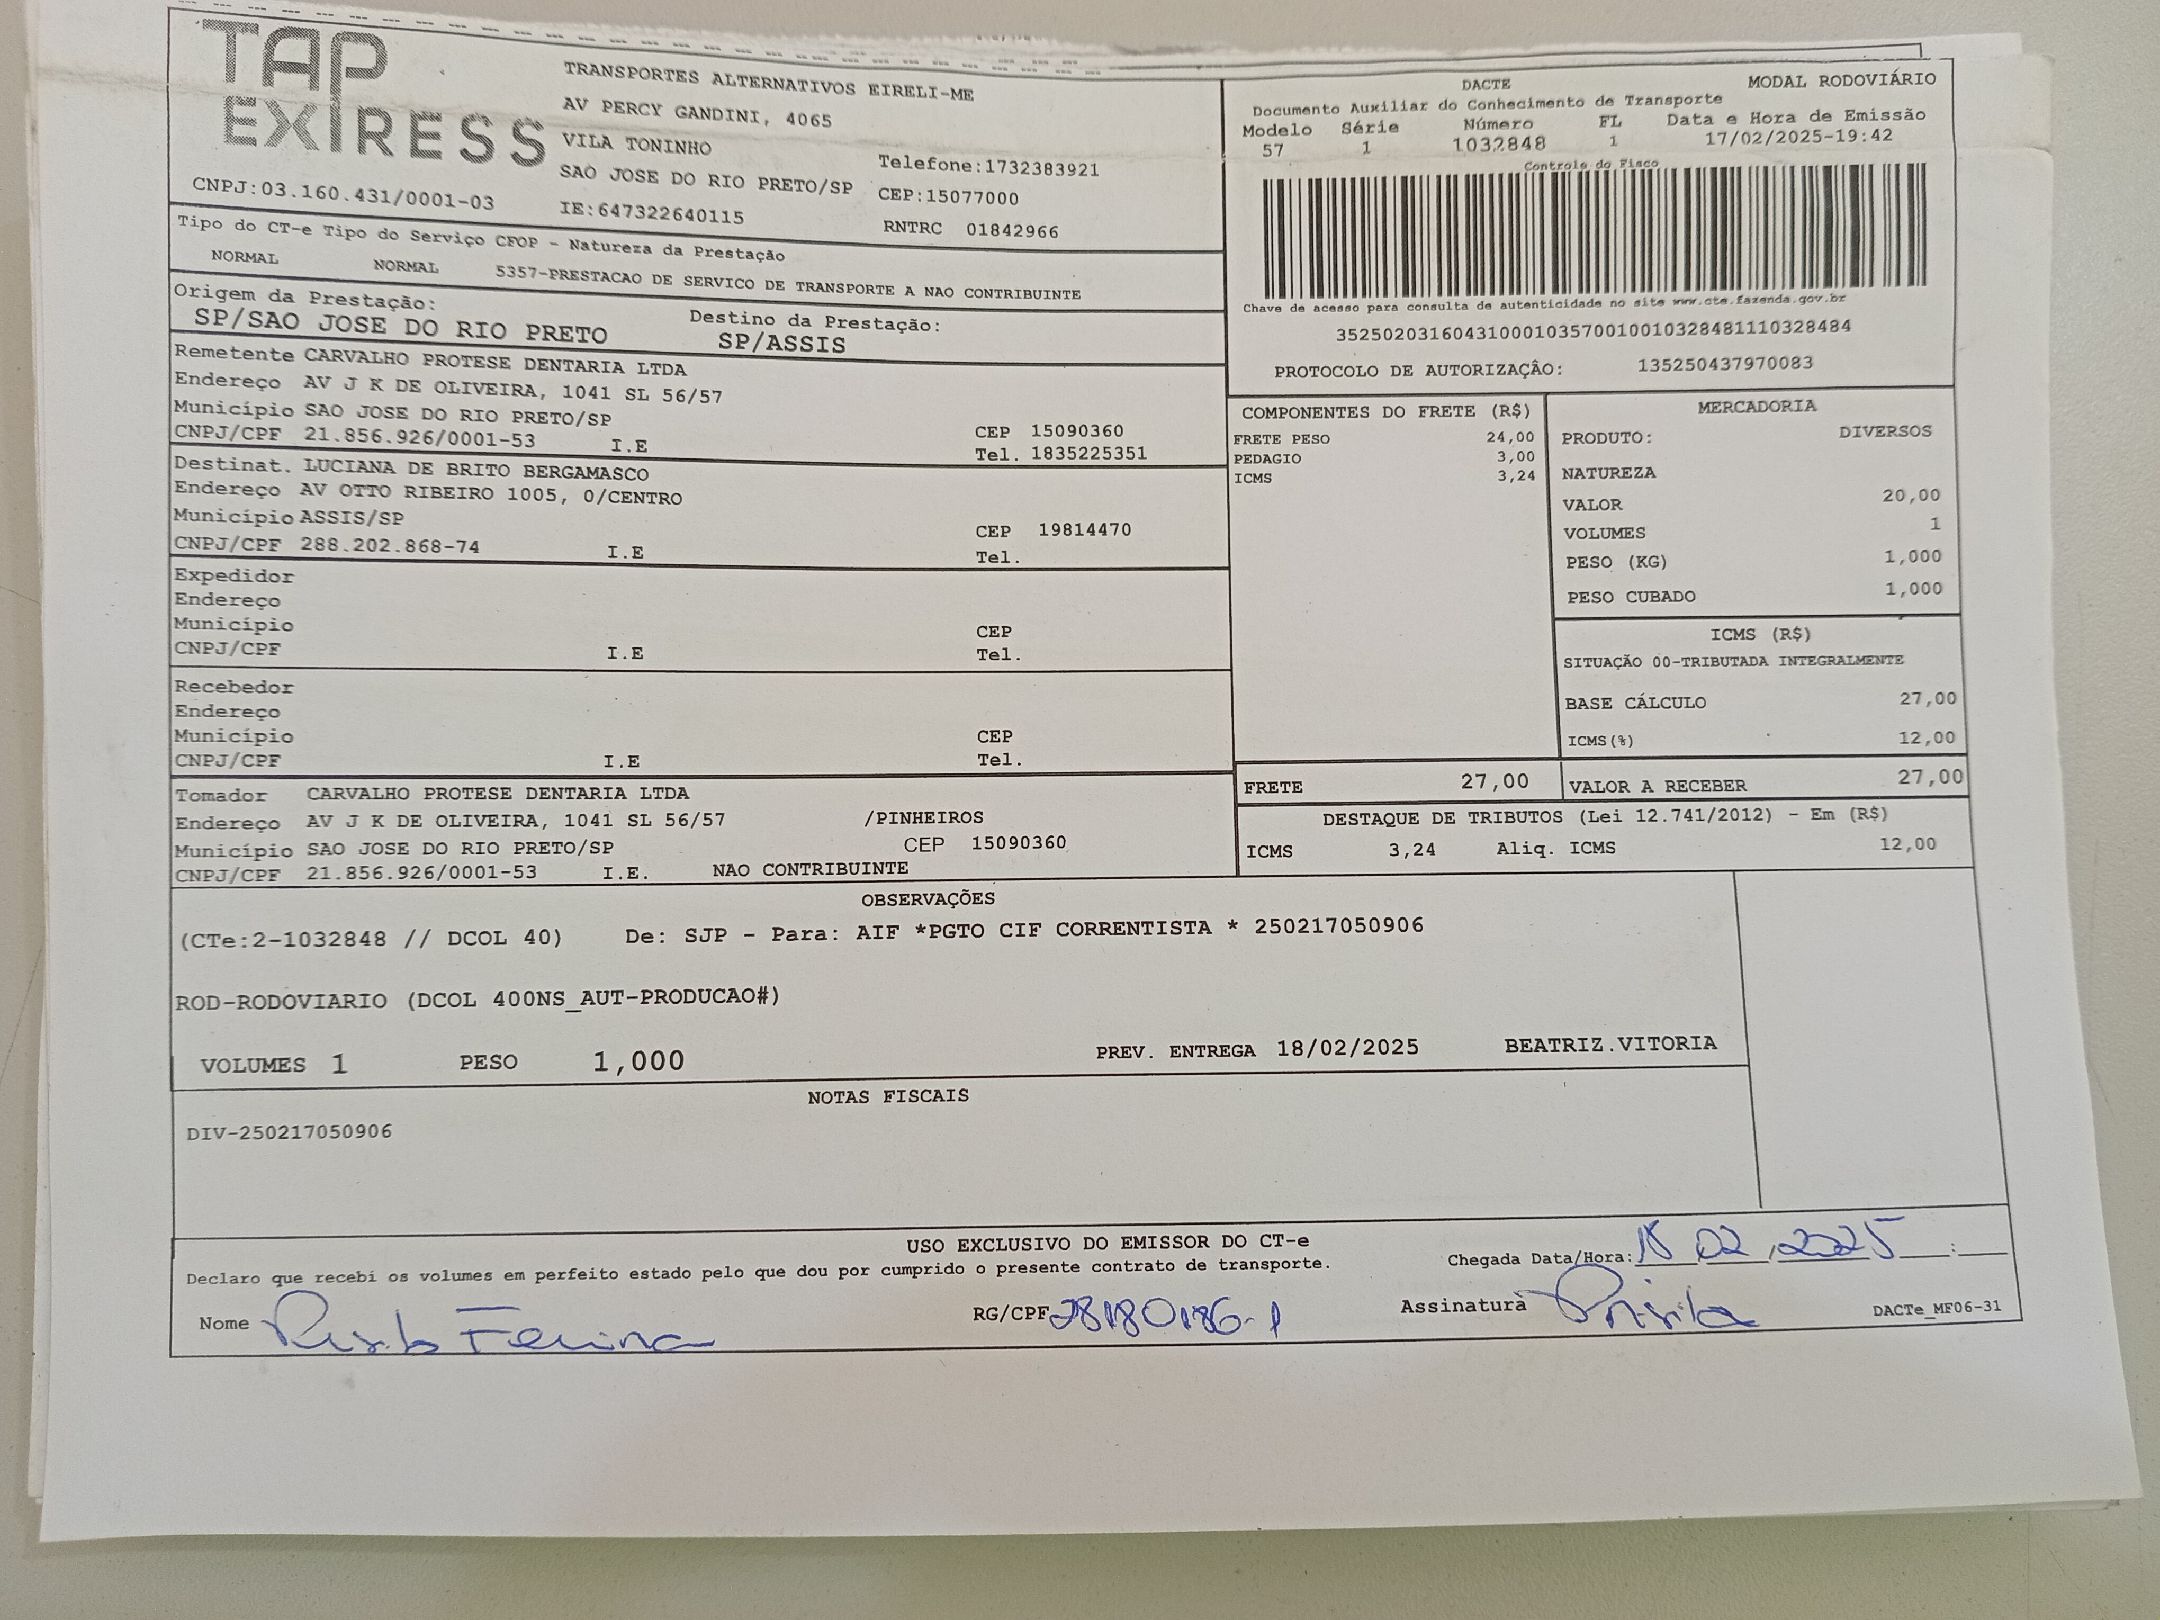 TAP
EXPRESS
TRANSPORTES ALTERNATIVOS EIRELI-ME
AV PERCY GANDINI, 4065
VILA TONINHO
SAO JOSE DO RIO PRETO/SP
IE:647322640115
Telefone:1732383921
CEP:15077000
RNTRC 01842966
CNPJ:03.160.431/0001-03
DACTE MODAL RODOVIÁRIO
Documento Auxiliar do Conhecimento de Transporte
Modelo Série Número FL Data e Hora de Emissão
57 1 1032848 1 17/02/2025-19:42
Controle do Fisco
Chave de acesso para consulta de autenticidade no site www.cte.fazenda.gov.br
35250203160431000103570010010328481110328484
PROTOCOLO DE AUTORIZAÇÃO: 135250437970083
Tipo do CT-e Tipo do Serviço CFOP - Natureza da Prestação
NORMAL NORMAL 5357-PRESTACAO DE SERVICO DE TRANSPORTE A NAO CONTRIBUINTE
Origem da Prestação: Destino da Prestação:
SP/SAO JOSE DO RIO PRETO SP/ASSIS
Remetente CARVALHO PROTESE DENTARIA LTDA
Endereço AV J K DE OLIVEIRA, 1041 SL 56/57
Município SAO JOSE DO RIO PRETO/SP CEP 15090360
CNPJ/CPF 21.856.926/0001-53 I.E Tel. 1835225351
Destinat. LUCIANA DE BRITO BERGAMASCO
Endereço AV OTTO RIBEIRO 1005, 0/CENTRO
Município ASSIS/SP CEP 19814470
CNPJ/CPF 288.202.868-74 I.E Tel.
Expedidor
Endereço
Município CEP
CNPJ/CPF I.E Tel.
Recebedor
Endereço
Município CEP
CNPJ/CPF I.E Tel.
Tomador CARVALHO PROTESE DENTARIA LTDA
Endereço AV J K DE OLIVEIRA, 1041 SL 56/57 /PINHEIROS
Município SAO JOSE DO RIO PRETO/SP CEP 15090360
CNPJ/CPF 21.856.926/0001-53 I.E. NAO CONTRIBUINTE
COMPONENTES DO FRETE (R$)
FRETE PESO 24,00
PEDAGIO 3,00
ICMS 3,24
MERCADORIA
PRODUTO: DIVERSOS
NATUREZA
VALOR 20,00
VOLUMES 1
PESO (KG) 1,000
PESO CUBADO 1,000
ICMS (R$)
SITUAÇÃO 00-TRIBUTADA INTEGRALMENTE
BASE CÁLCULO 27,00
ICMS(%) 12,00
FRETE 27,00 VALOR A RECEBER 27,00
DESTAQUE DE TRIBUTOS (Lei 12.741/2012) - Em (R$)
ICMS 3,24 Aliq. ICMS 12,00
OBSERVAÇÕES
(CTe:2-1032848 // DCOL 40) De: SJP - Para: AIF *PGTO CIF CORRENTISTA * 250217050906
ROD-RODOVIARIO (DCOL 400NS_AUT-PRODUCAO#)
VOLUMES 1 PESO 1,000 PREV. ENTREGA 18/02/2025 BEATRIZ.VITORIA
NOTAS FISCAIS
DIV-250217050906
USO EXCLUSIVO DO EMISSOR DO CT-e
Declaro que recebi os volumes em perfeito estado pelo que dou por cumprido o presente contrato de transporte.
Chegada Data/Hora: 18 02, 2025 :
Nome RG/CPF Assinatura Prisila DACTe_MF06-31